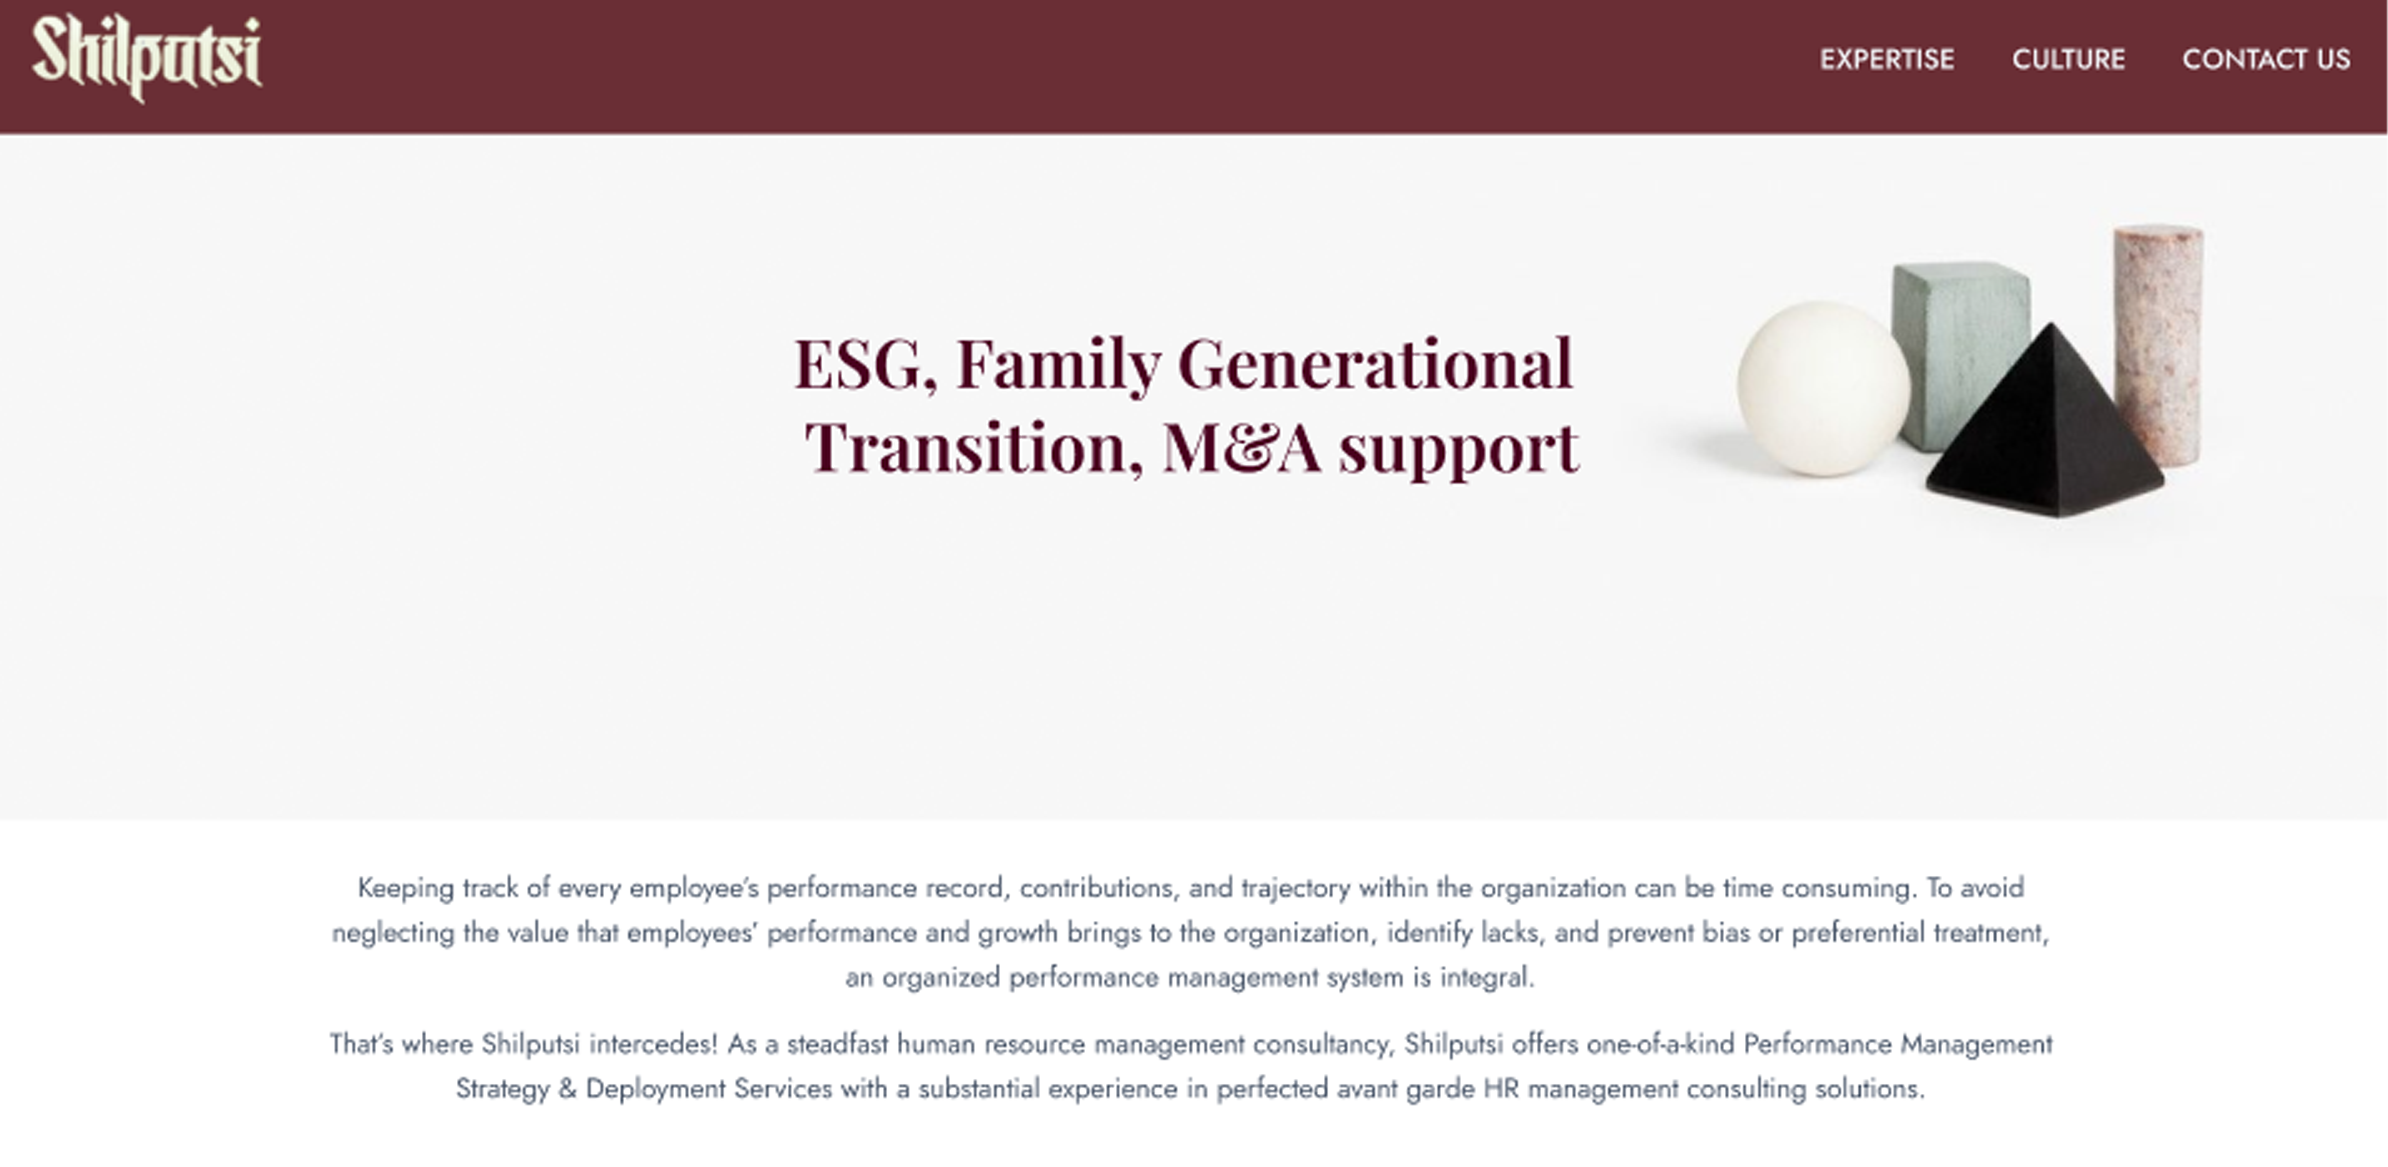 Shilputsi
EXPERTISE CULTURE CONTACT US
ESG, Family Generational
Transition, M&A support
Keeping track of every employee’s performance record, contributions, and trajectory within the organization can be time consuming. To avoid
neglecting the value that employees’ performance and growth brings to the organization, identify lacks, and prevent bias or preferential treatment,
an organized performance management system is integral.
That’s where Shilputsi intercedes! As a steadfast human resource management consultancy, Shilputsi offers one-of-a-kind Performance Management
Strategy & Deployment Services with a substantial experience in perfected avant garde HR management consulting solutions.